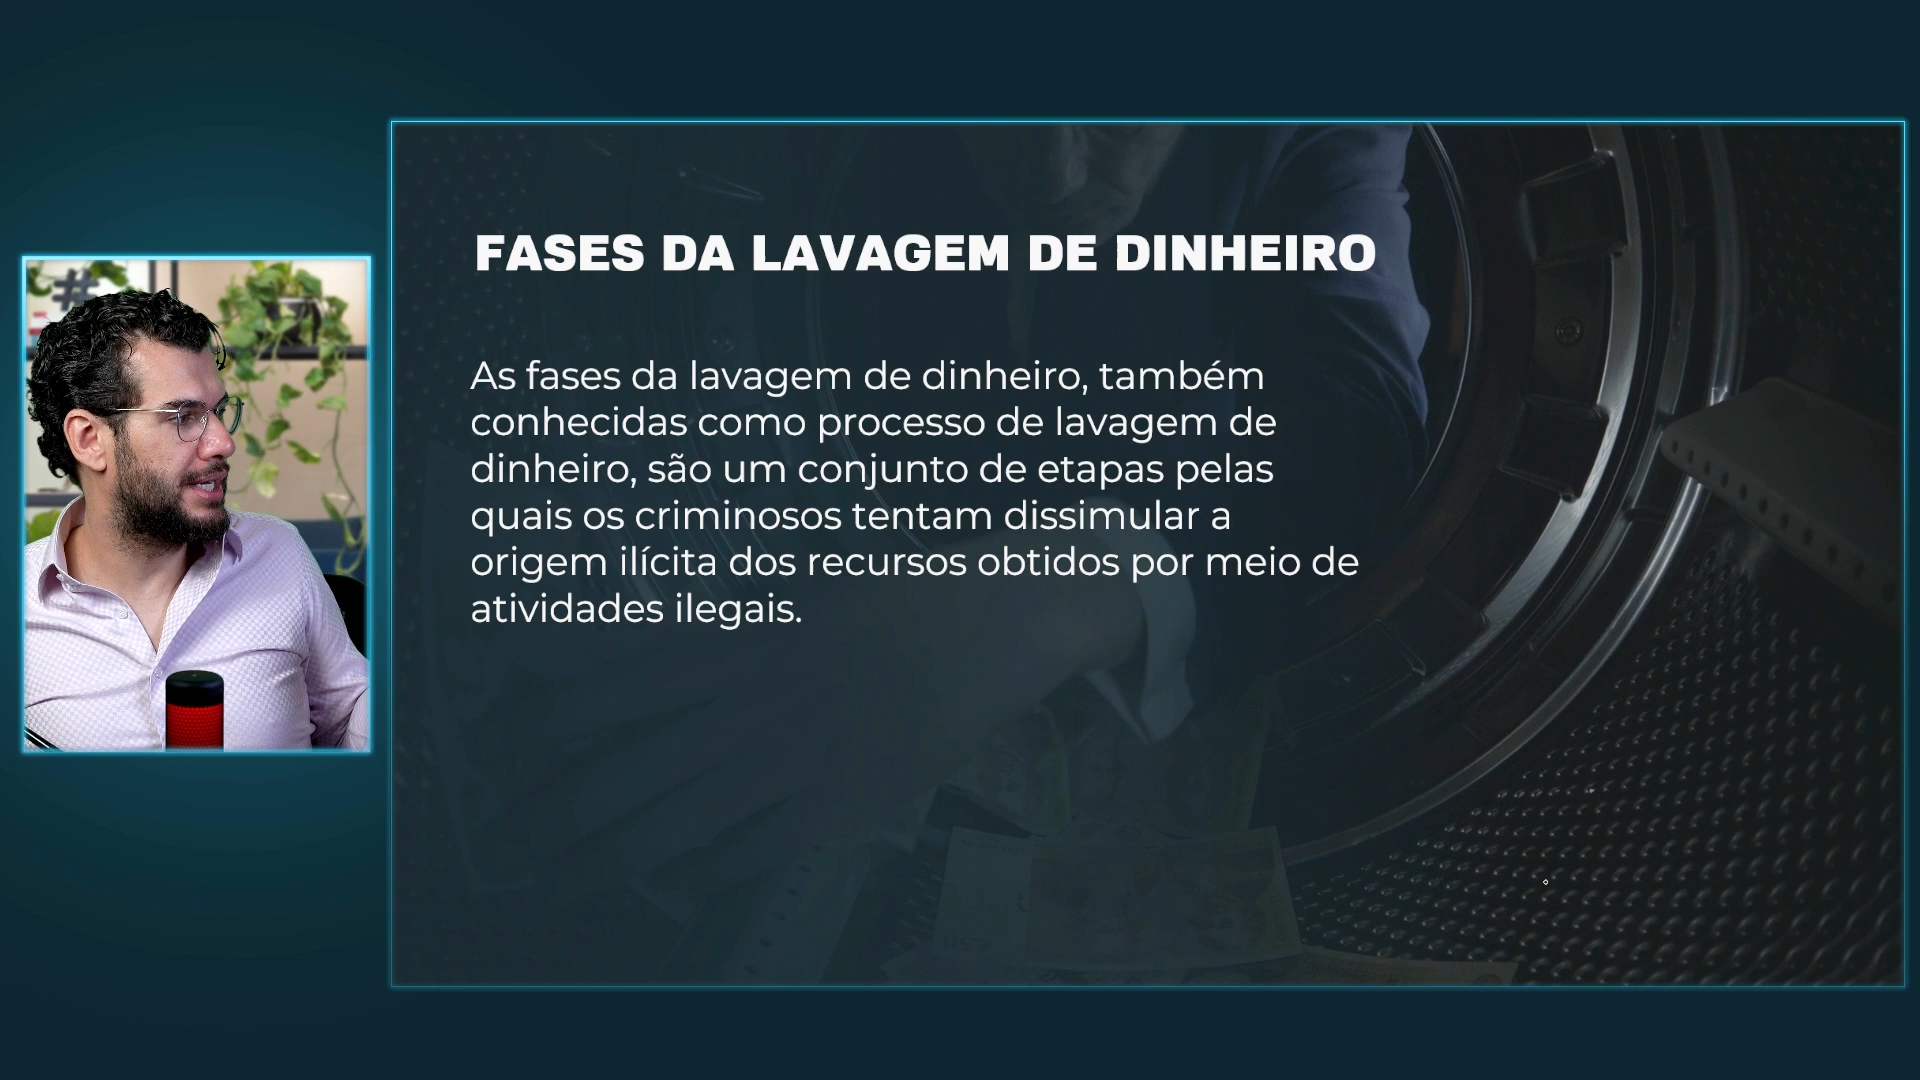 #
FASES DA LAVAGEM DE DINHEIRO
As fases da lavagem de dinheiro, também
conhecidas como processo de lavagem de
dinheiro, são um conjunto de etapas pelas
quais os criminosos tentam dissimular a
origem ilícita dos recursos obtidos por meio de
atividades ilegais.